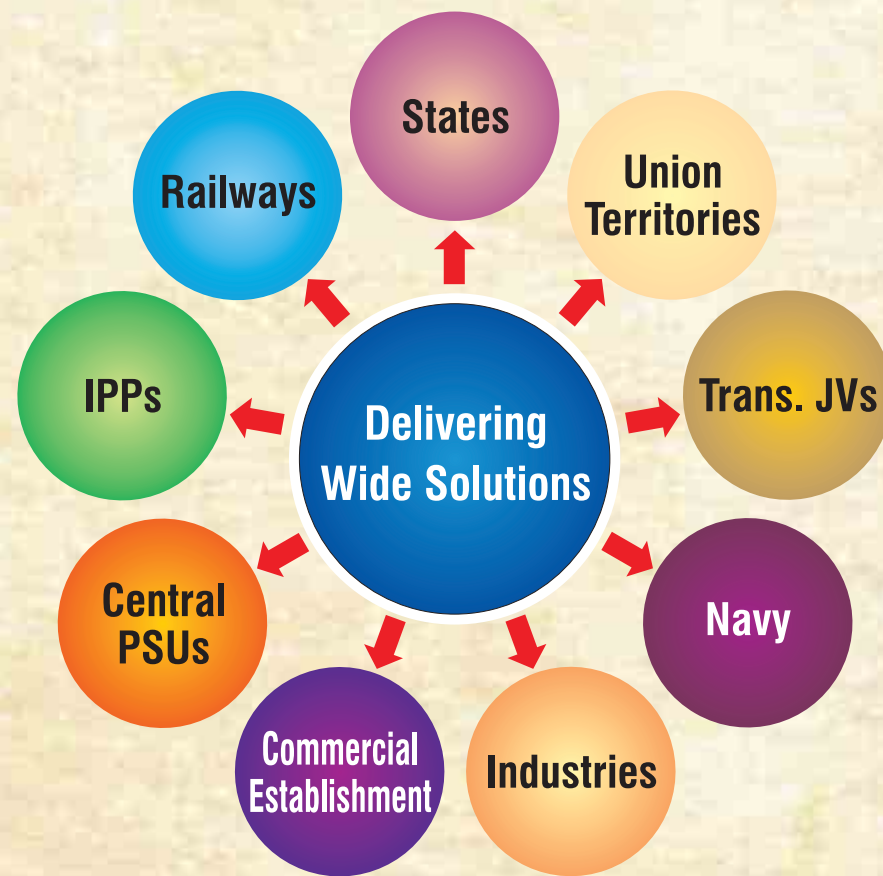 States
Railways
Union
Territories
IPPs
Trans. JVs
Delivering
Wide Solutions
Central
PSUs
Navy
Commercial
Establishment
Industries